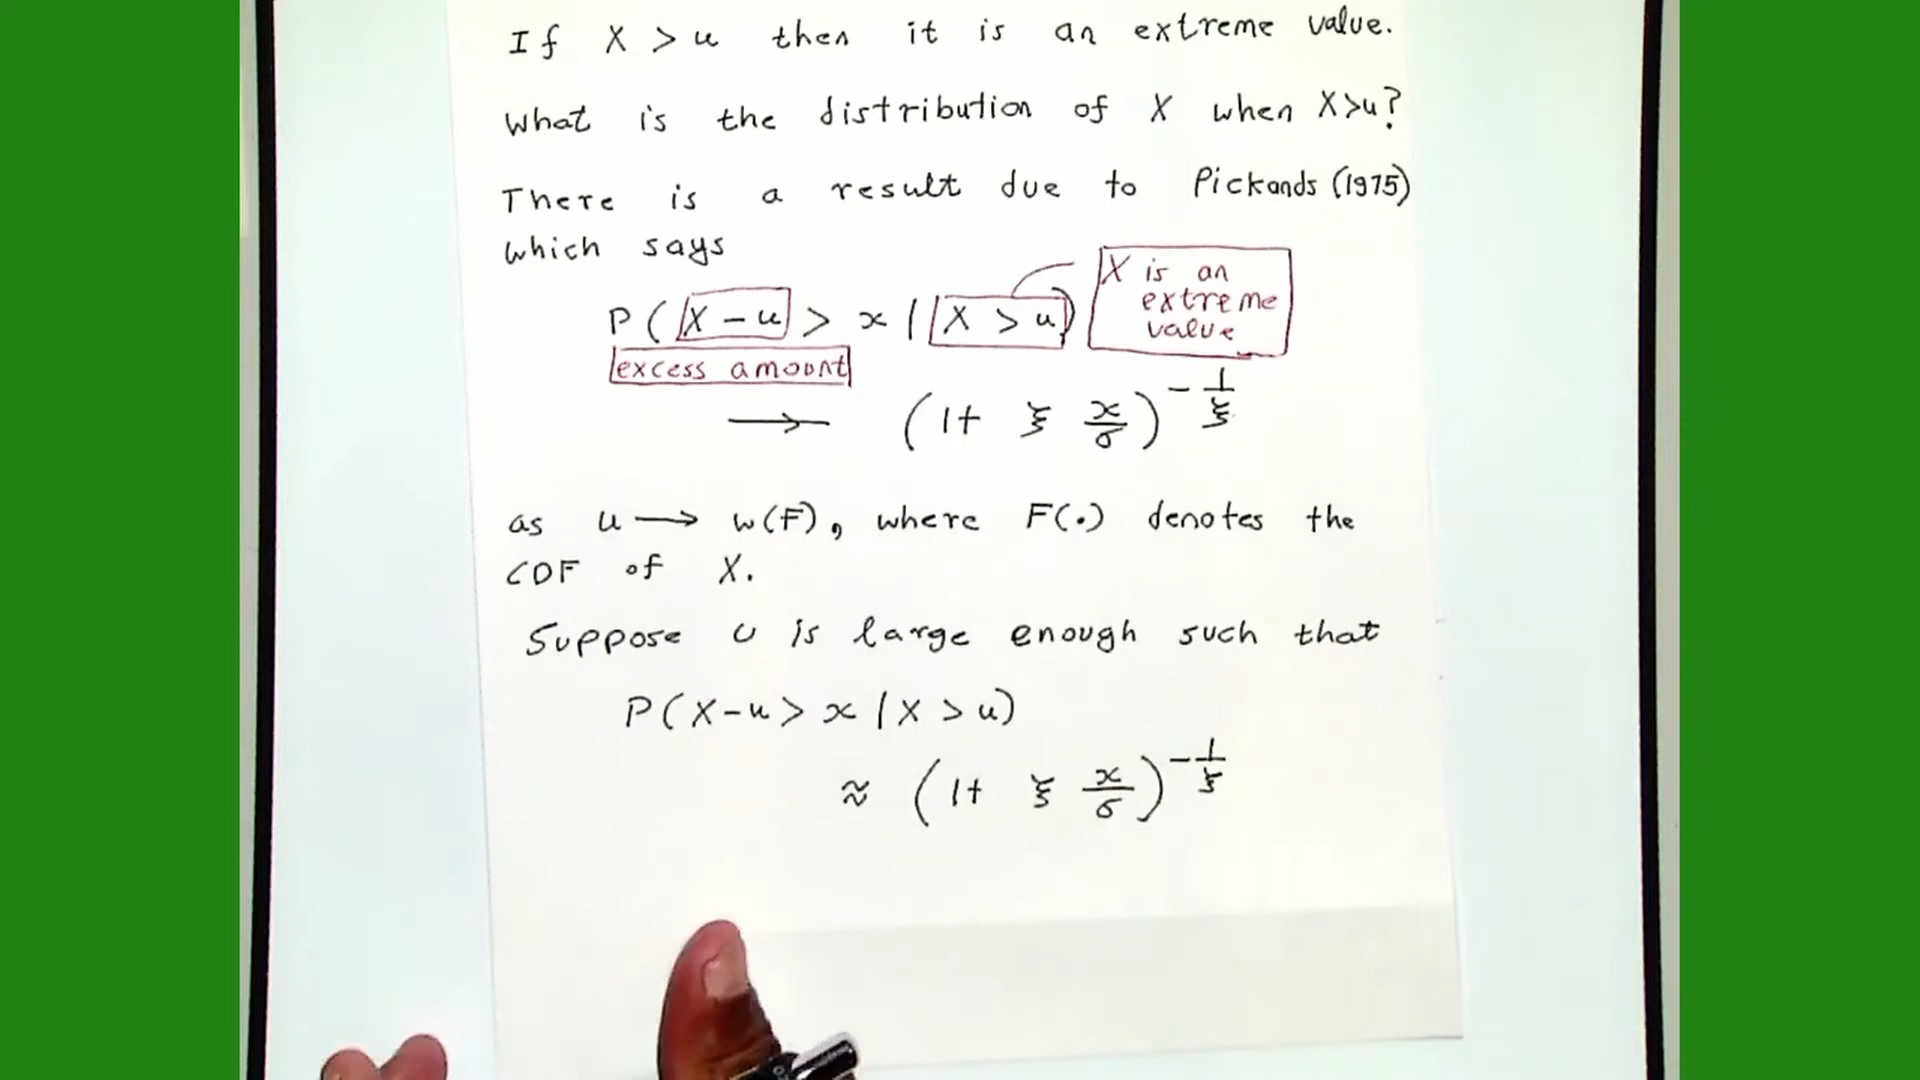 If X > u then it is an extreme value.
What is the distribution of X when X>u?
There is a result due to Pickands (1975)
which says
P( X - u > x | X > u )
X is an
extreme
value
excess amount
⟶ (1 + ξ x/σ)^(-1/ξ)
as u ⟶ w(F), where F(.) denotes the
CDF of X.
Suppose u is large enough such that
P( X - u > x | X > u )
≈ (1 + ξ x/σ)^(-1/ξ)